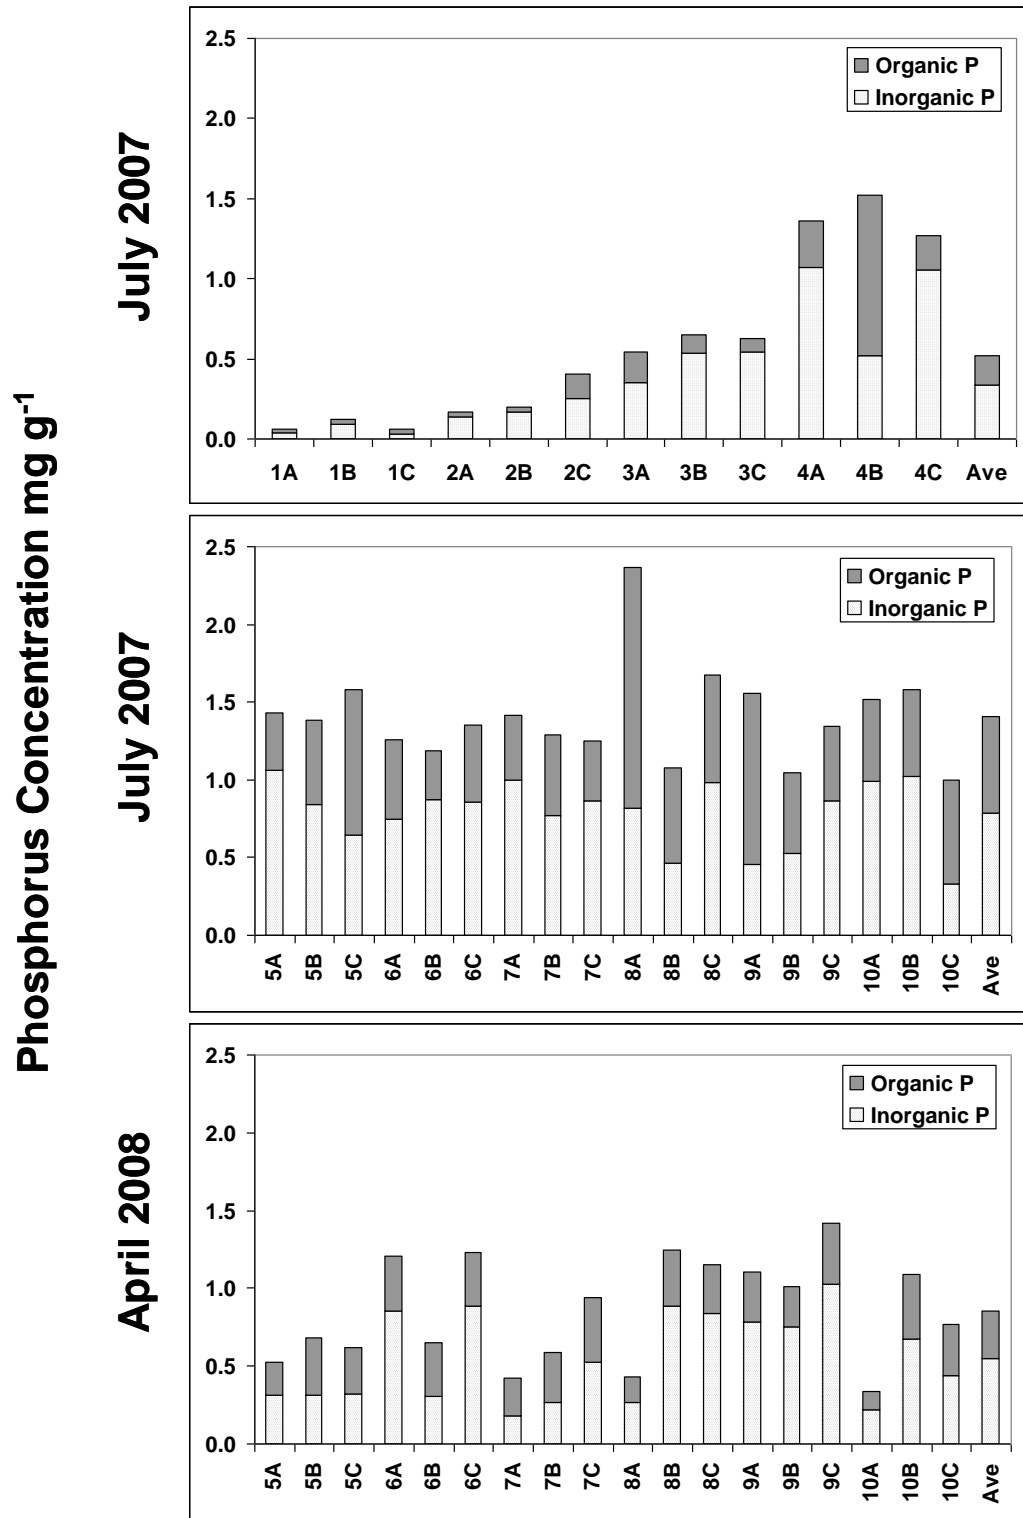 Phosphorus Concentration mg g-1
July 2007
2.5
2.0
1.5
1.0
0.5
0.0
Organic P
Inorganic P
1A 1B 1C 2A 2B 2C 3A 3B 3C 4A 4B 4C Ave
July 2007
2.5
2.0
1.5
1.0
0.5
0.0
Organic P
Inorganic P
5A 5B 5C 6A 6B 6C 7A 7B 7C 8A 8B 8C 9A 9B 9C 10A 10B 10C Ave
April 2008
2.5
2.0
1.5
1.0
0.5
0.0
Organic P
Inorganic P
5A 5B 5C 6A 6B 6C 7A 7B 7C 8A 8B 8C 9A 9B 9C 10A 10B 10C Ave